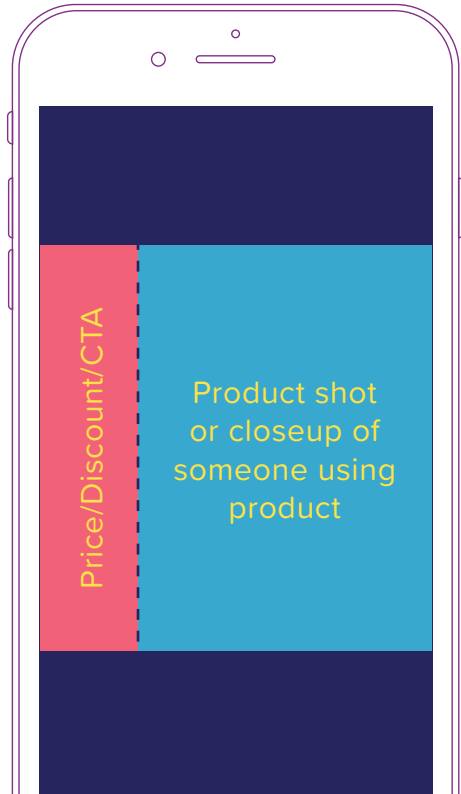 Price/Discount/CTA
Product shot
or closeup of
someone using
product